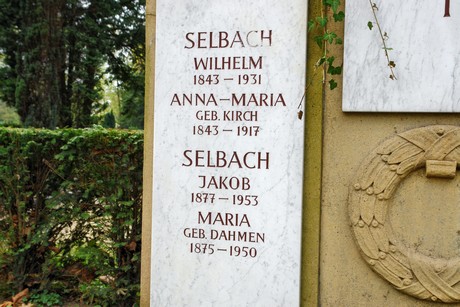 SELBACH
WILHELM
1843 – 1931
ANNA–MARIA
GEB. KIRCH
1843 – 1917
SELBACH
JAKOB
1877 – 1953
MARIA
GEB. DAHMEN
1875 – 1950